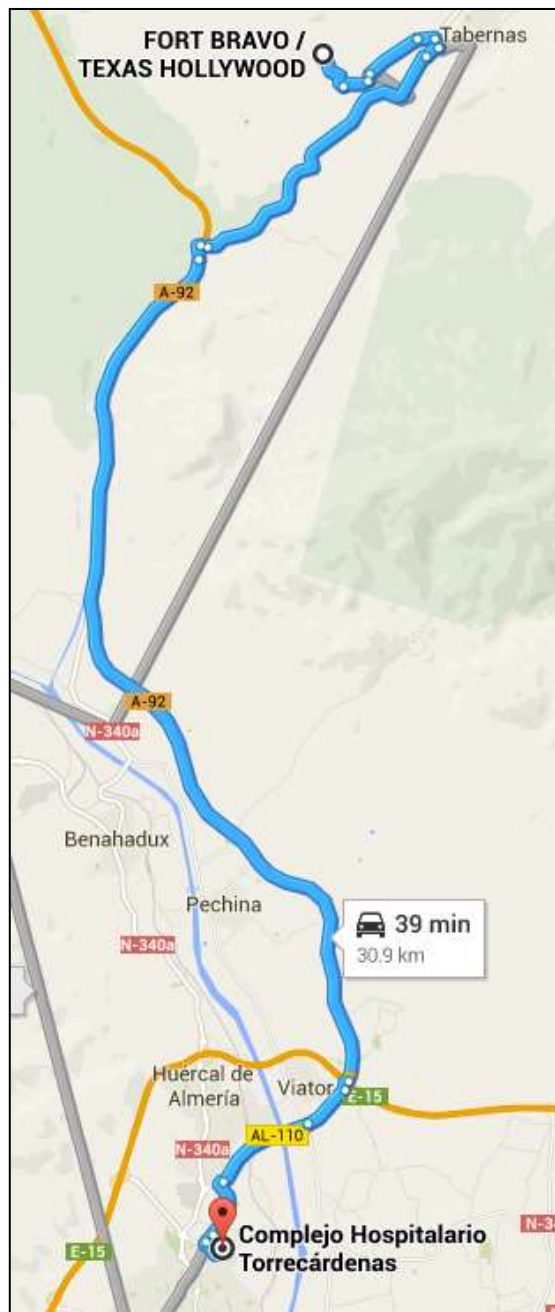 FORT BRAVO /
TEXAS HOLLYWOOD
Tabernas
A-92
A-92
N-340a
Benahadux
Pechina
39 min
30.9 km
N-340a
Huércal de
Almería
Viator
E-15
AL-110
N-340a
Complejo Hospitalario
Torrecárdenas
E-15